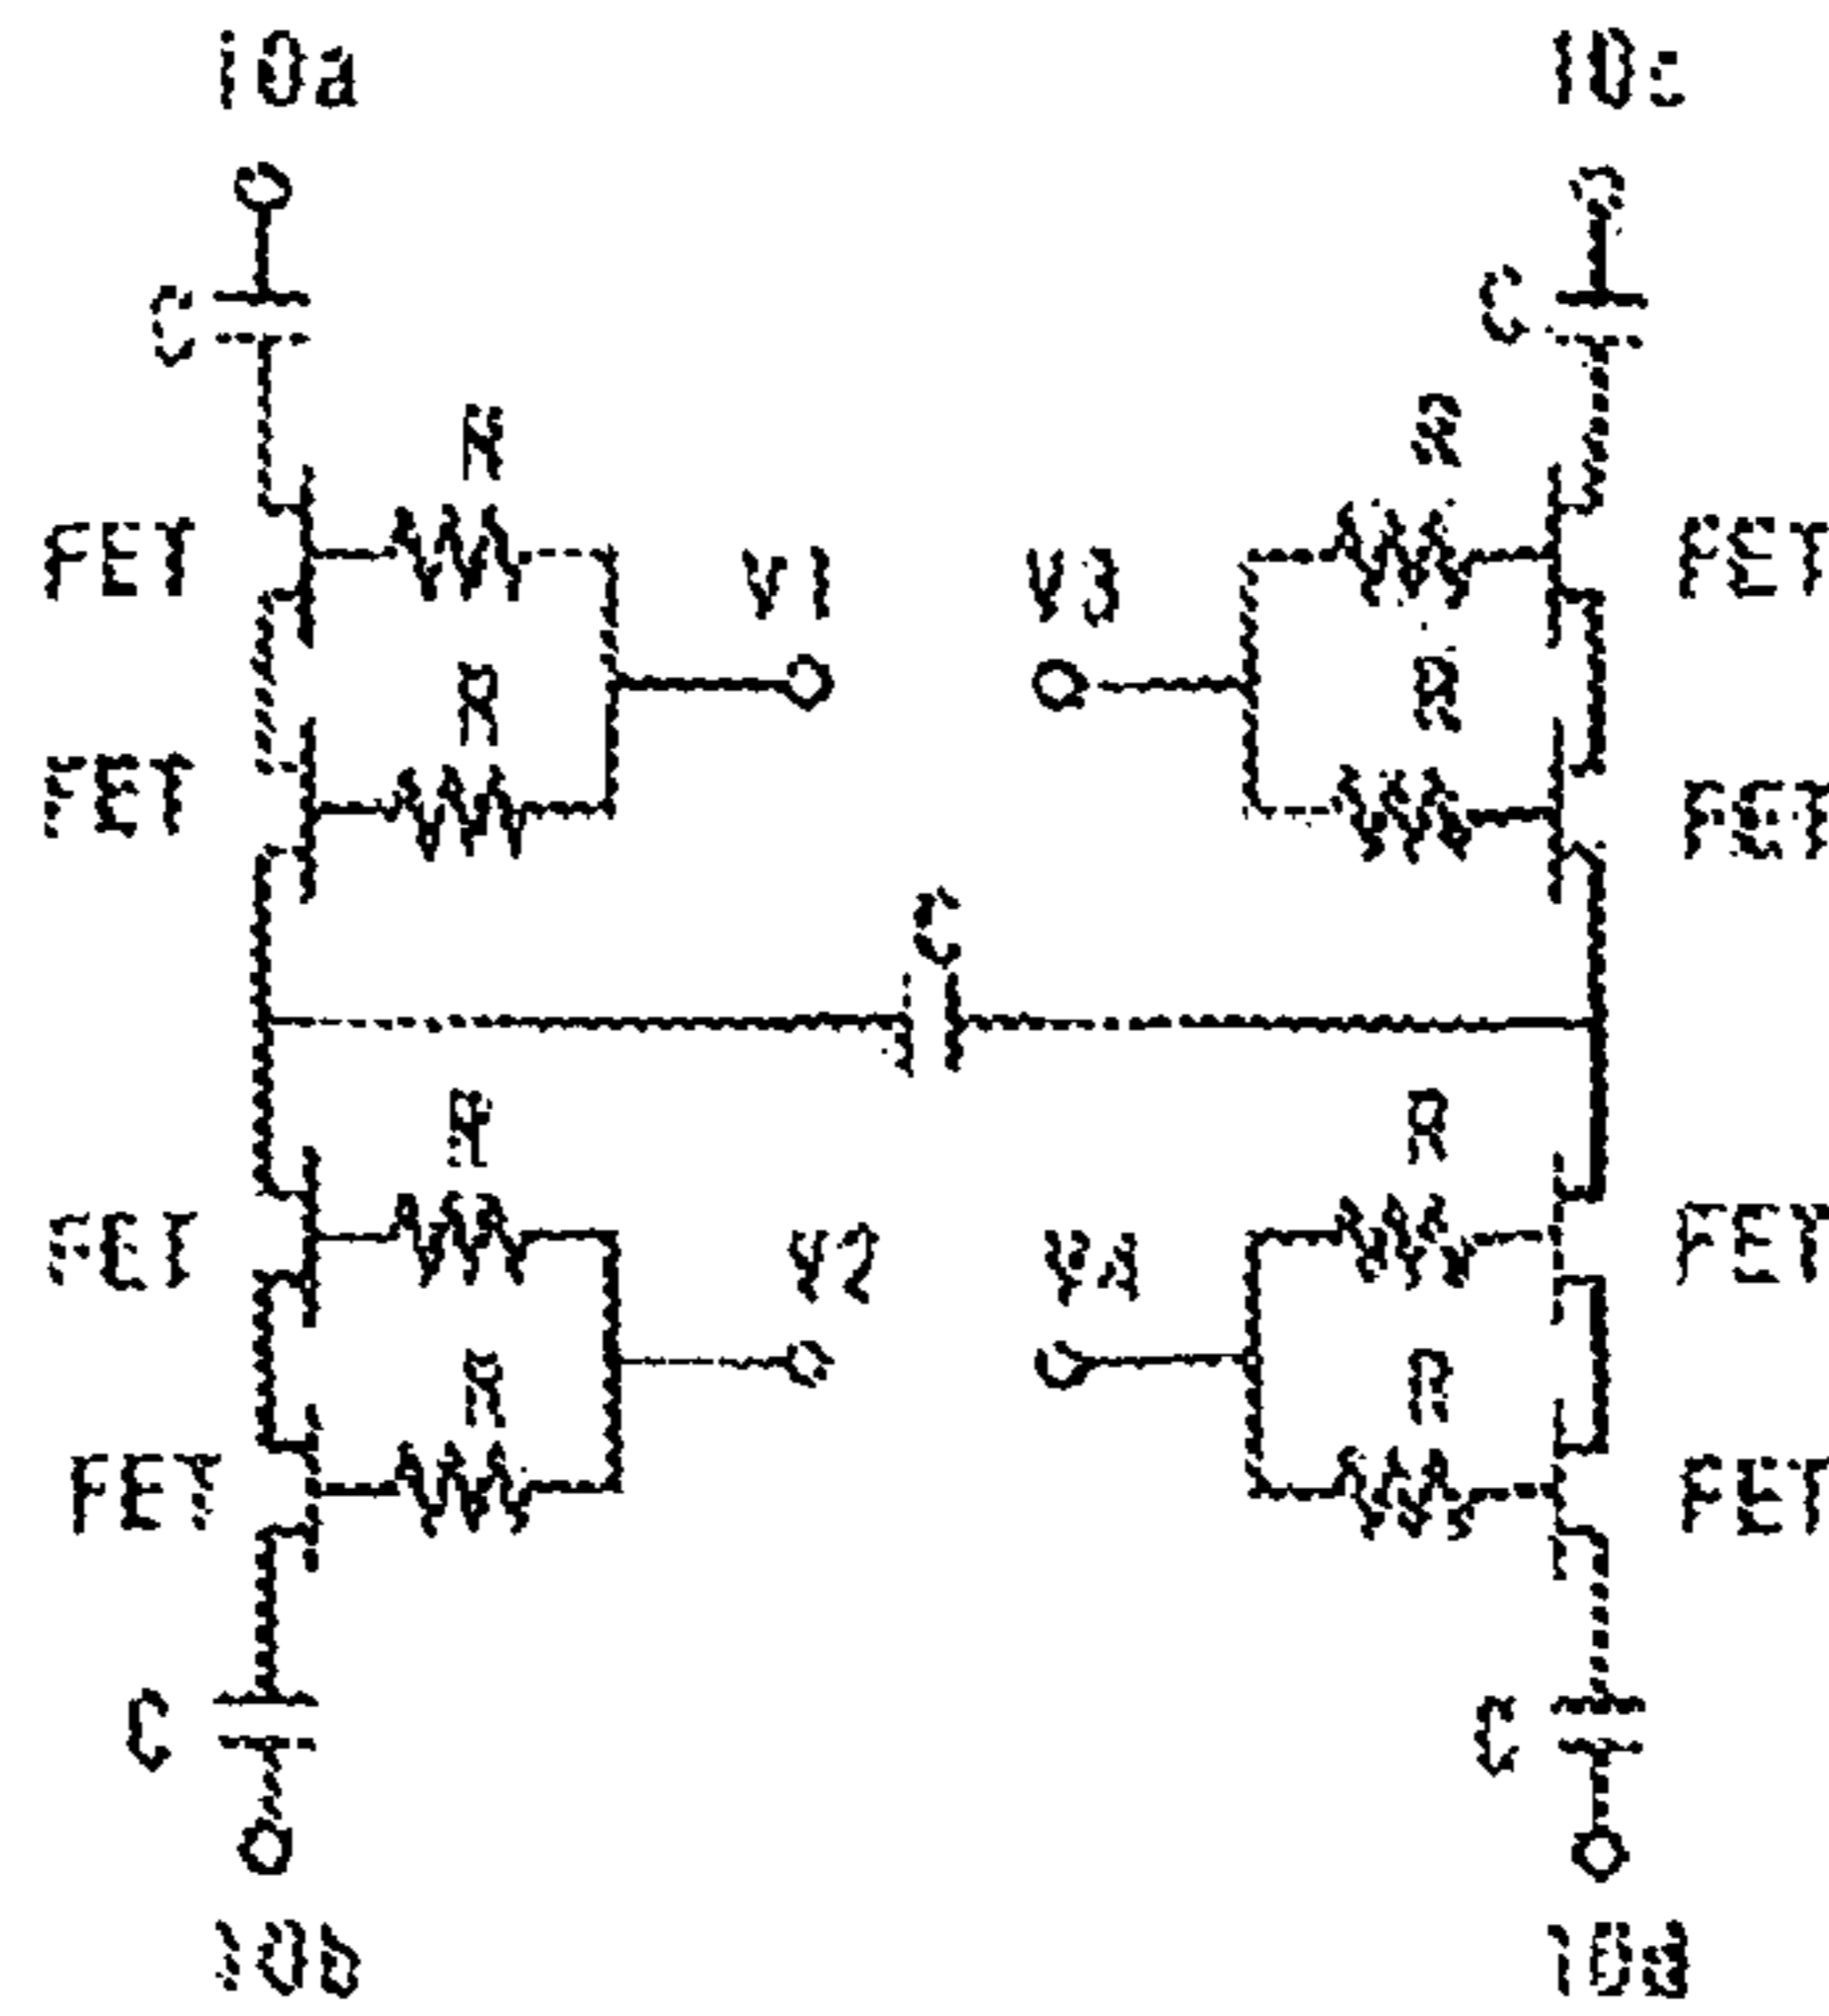 10a 10c
C C
R R
FET V1 V3 FET
R R
FET FET
C
R R
FET V2 V4 FET
R R
FET FET
C C
10b 10d